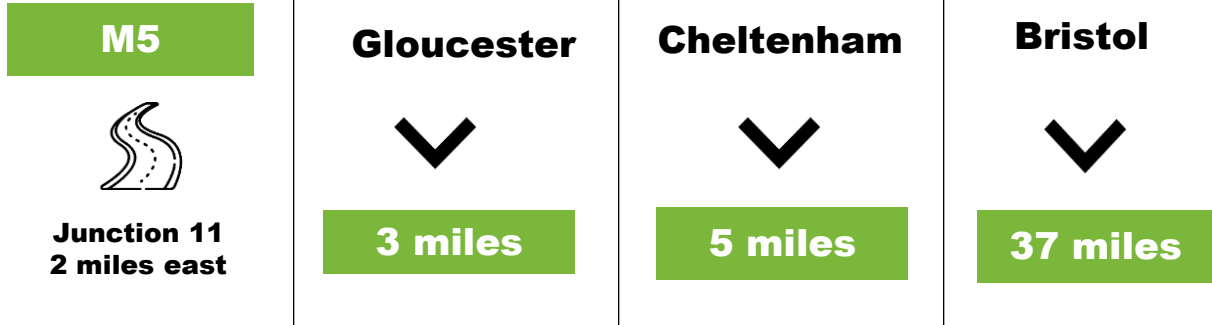 M5
Junction 11
2 miles east
Gloucester
3 miles
Cheltenham
5 miles
Bristol
37 miles